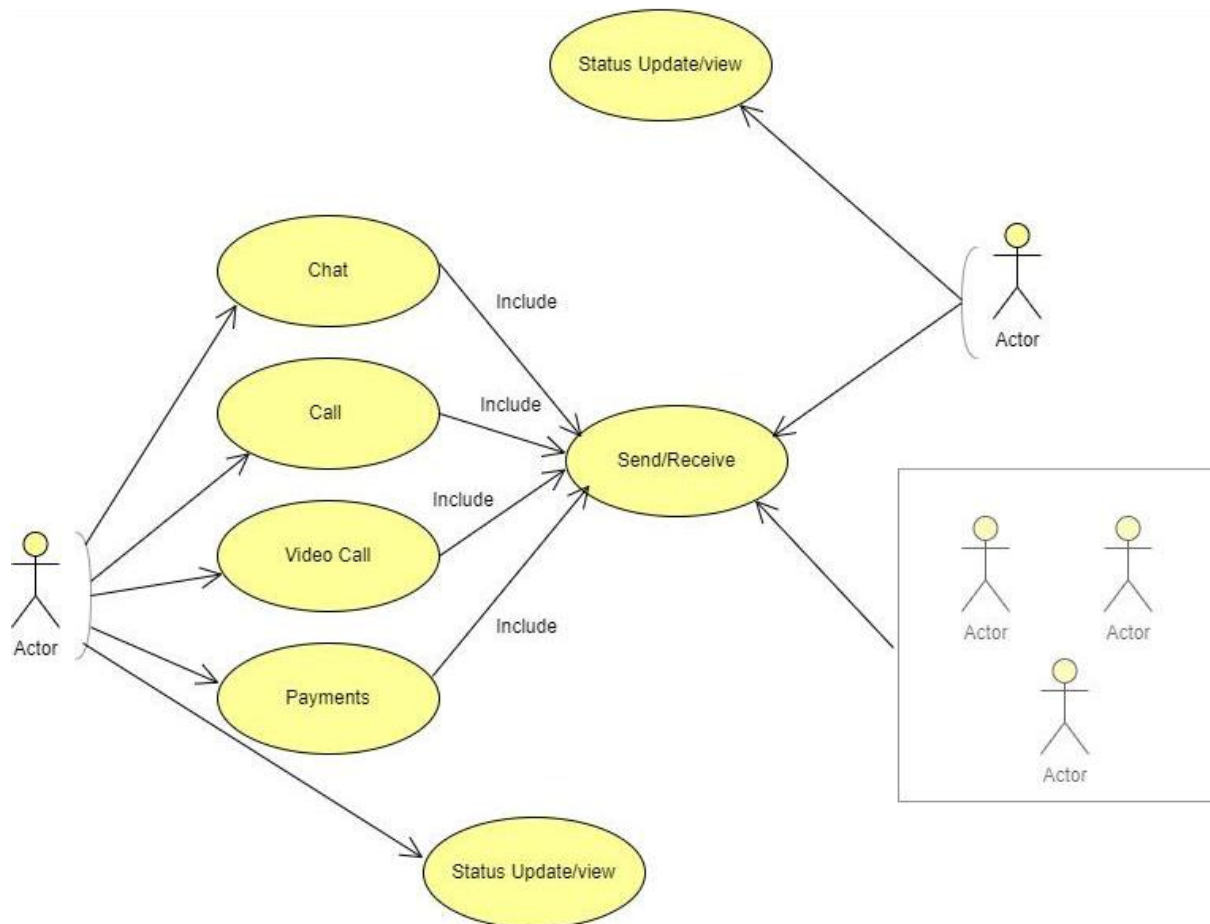 Status Update/view
Chat
Include
Actor
Call
Include
Send/Receive
Video Call
Include
Actor
Actor
Actor
Include
Payments
Actor
Status Update/view